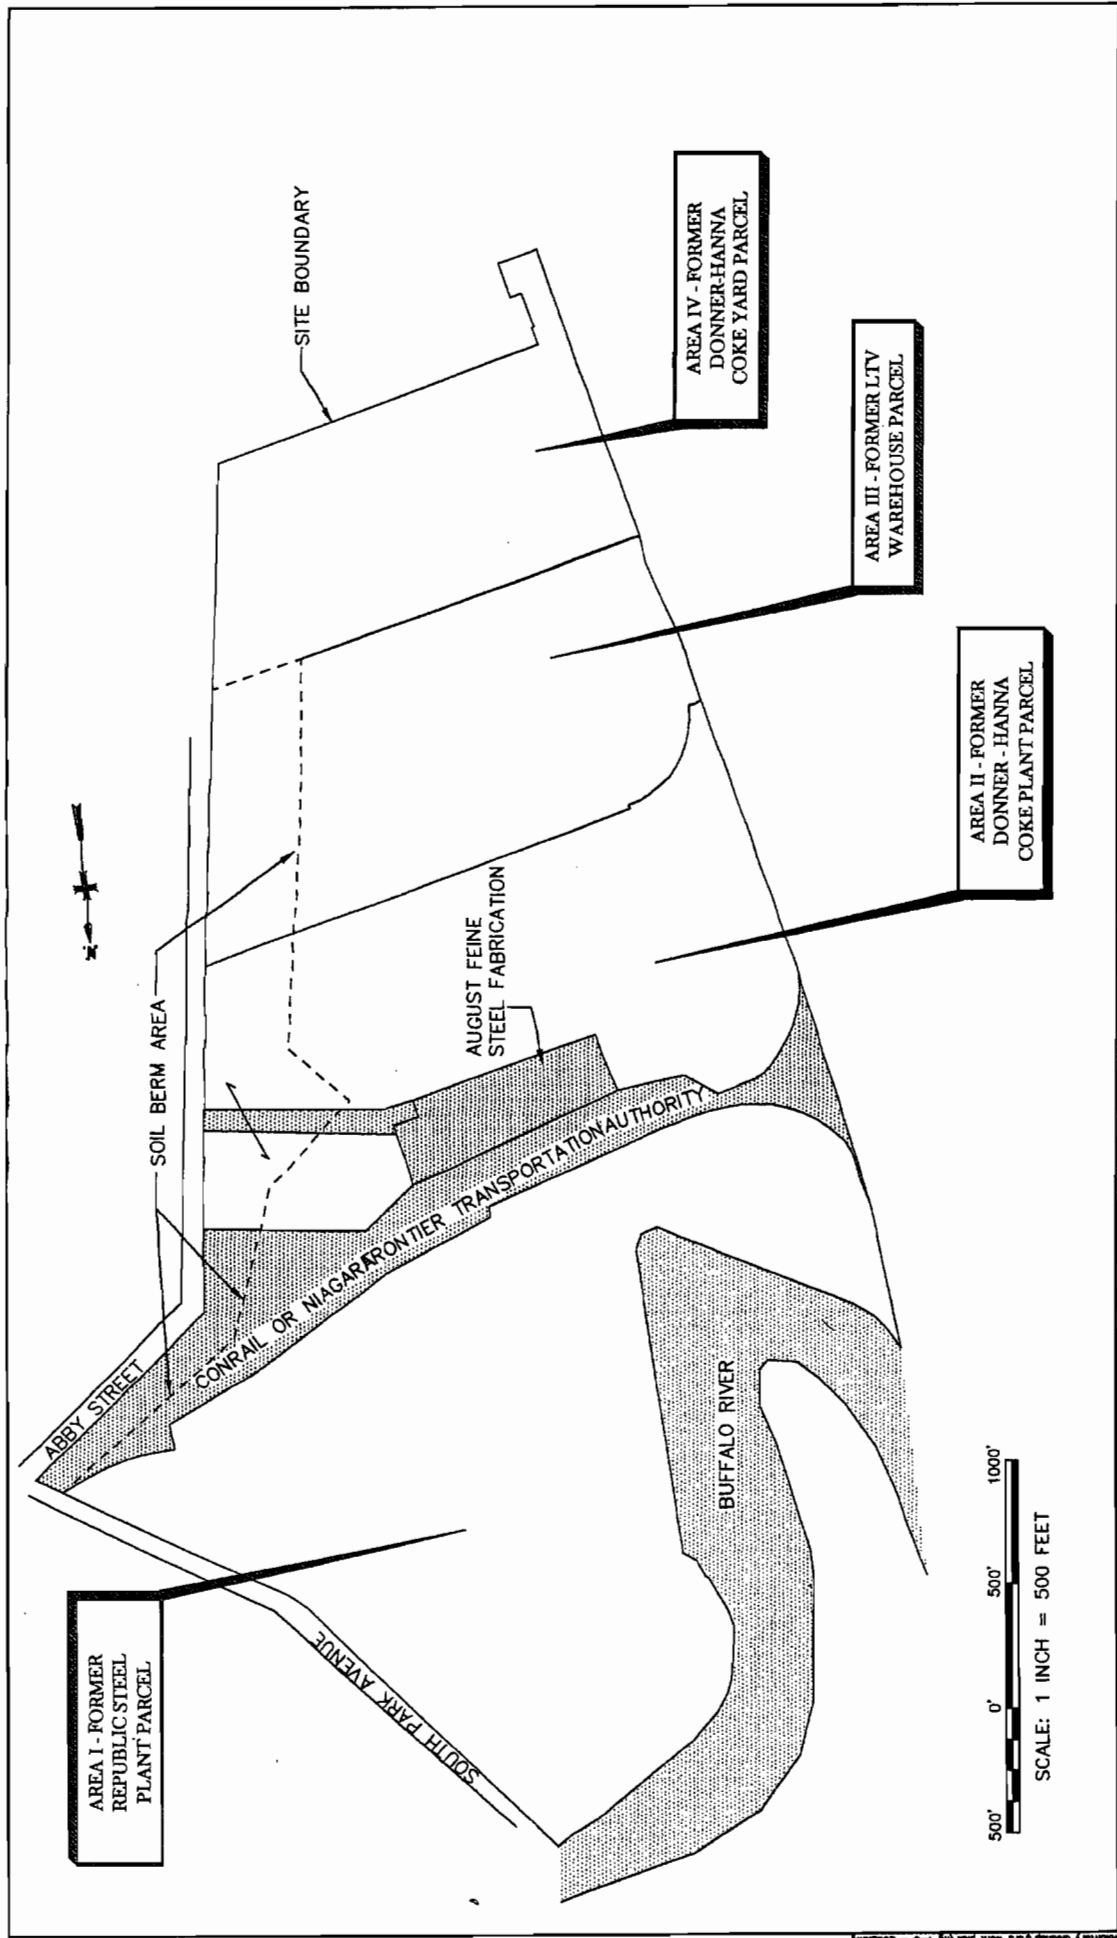 AREA I - FORMER
REPUBLIC STEEL
PLANT PARCEL
SOUTH PARK AVENUE
ABBY STREET
SOIL BERM AREA
CONRAIL OR NIAGARA FRONTIER TRANSPORTATION AUTHORITY
AUGUST FEINE
STEEL FABRICATION
SITE BOUNDARY
BUFFALO RIVER
AREA IV - FORMER
DONNER-HANNA
COKE YARD PARCEL
AREA III - FORMER LTV
WAREHOUSE PARCEL
AREA II - FORMER
DONNER - HANNA
COKE PLANT PARCEL
500' 0' 500' 1000'
SCALE: 1 INCH = 500 FEET